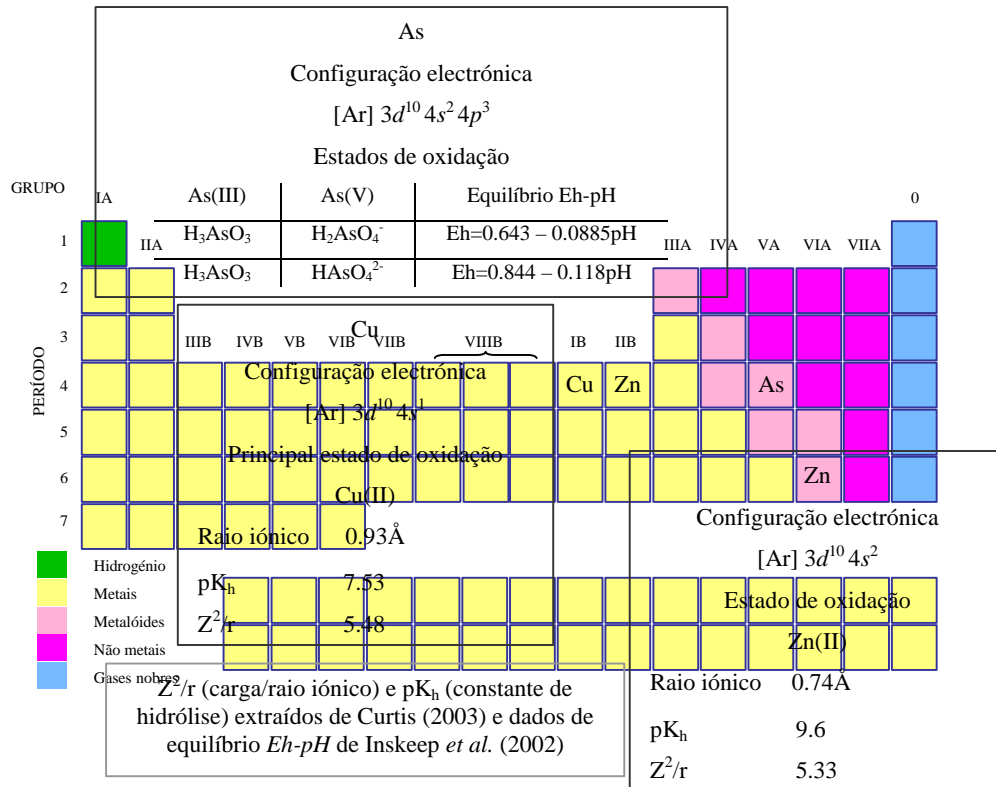 As
Configuração electrónica
[Ar] 3d¹⁰ 4s² 4p³
Estados de oxidação
As(III) As(V) Equilíbrio Eh-pH
H₃AsO₃ H₂AsO₄⁻ Eh=0.643 – 0.0885pH
H₃AsO₃ HAsO₄²⁻ Eh=0.844 – 0.118pH
GRUPO
IA
IIA
IIIB IVB VB VIB VIIB VIIIB IB IIB
IIIA IVA VA VIA VIIA
0
PERÍODO
1
2
3
4
5
6
7
Cu Zn As
Cu
Configuração electrónica
[Ar] 3d¹⁰ 4s¹
Principal estado de oxidação
Cu(II)
Raio iónico 0.93Å
pKₕ 7.53
Z²/r 5.48
Zn
Configuração electrónica
[Ar] 3d¹⁰ 4s²
Estado de oxidação
Zn(II)
Raio iónico 0.74Å
pKₕ 9.6
Z²/r 5.33
Hidrogénio
Metais
Metalóides
Não metais
Gases nobres
Z²/r (carga/raio iónico) e pKₕ (constante de
hidrólise) extraídos de Curtis (2003) e dados de
equilíbrio Eh-pH de Inskeep et al. (2002)